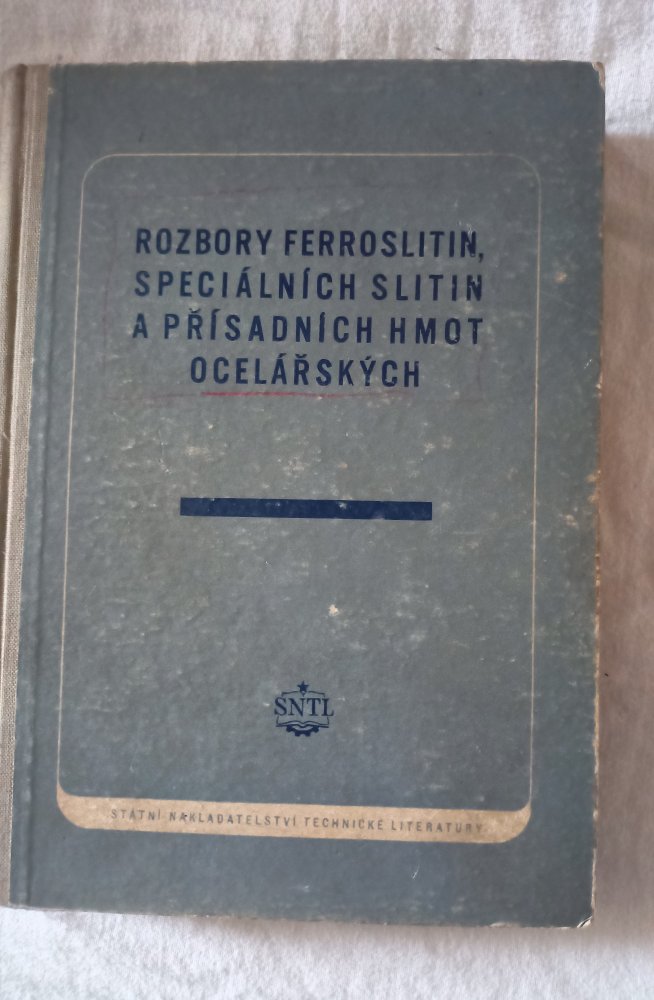 ROZBORY FERROSLITIN,
SPECIÁLNÍCH SLITIN
A PŘÍSADNÍCH HMOT
OCELÁŘSKÝCH
SNTL
STÁTNÍ NAKLADATELSTVÍ TECHNICKÉ LITERATURY